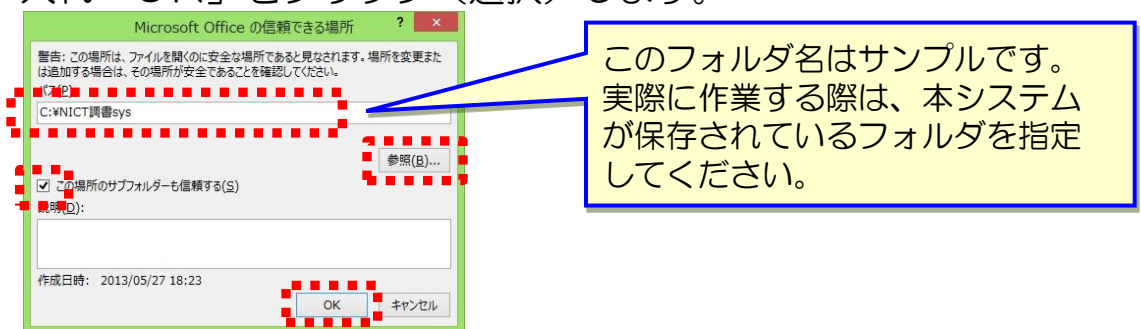 Microsoft Office の信頼できる場所
? ×
警告: この場所は、ファイルを開くのに安全な場所であると見なされます。場所を変更また
は追加する場合は、その場所が安全であることを確認してください。
パス(P):
C:¥NICT調書sys
参照(B)...
この場所のサブフォルダーも信頼する(S)
説明(D):
作成日時: 2013/05/27 18:23
OK キャンセル
このフォルダ名はサンプルです。
実際に作業する際は、本システム
が保存されているフォルダを指定
してください。